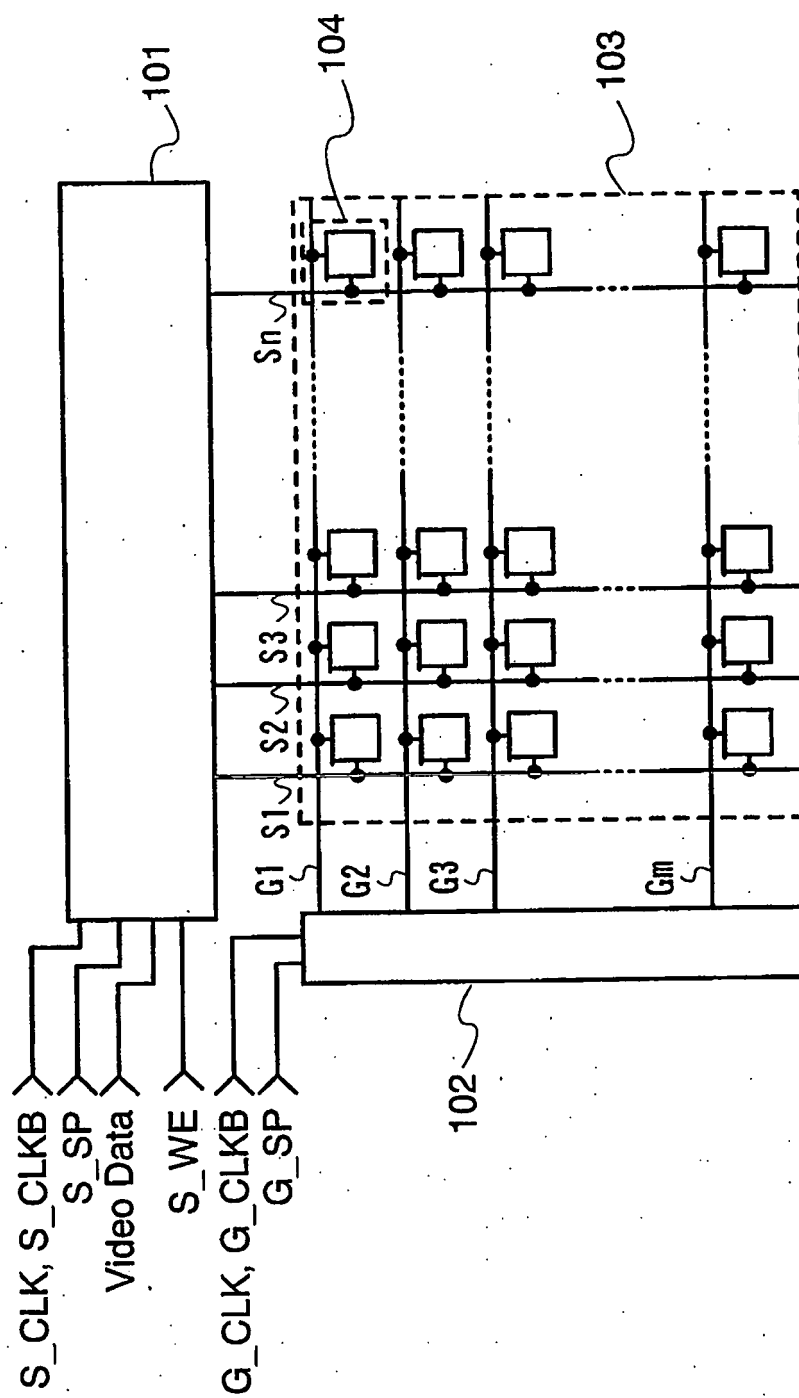 S_CLK, S_CLKB
S_SP
Video Data
S_WE
G_CLK, G_CLKB
G_SP
101
102
103
104
S1
S2
S3
Sn
G1
G2
G3
Gm